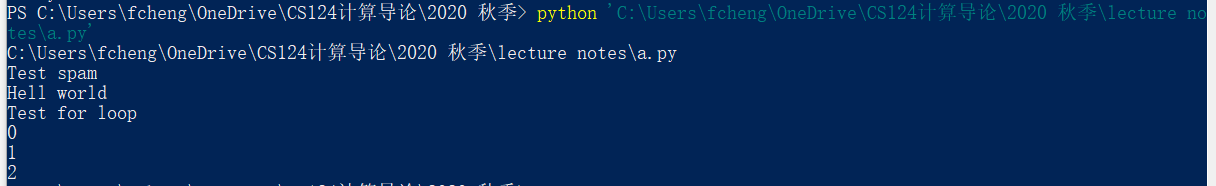 PS C:\Users\fcheng\OneDrive\CS124计算导论\2020 秋季> python 'C:\Users\fcheng\OneDrive\CS124计算导论\2020 秋季\lecture no
tes\a.py'
C:\Users\fcheng\OneDrive\CS124计算导论\2020 秋季\lecture notes\a.py
Test spam
Hell world
Test for loop
0
1
2